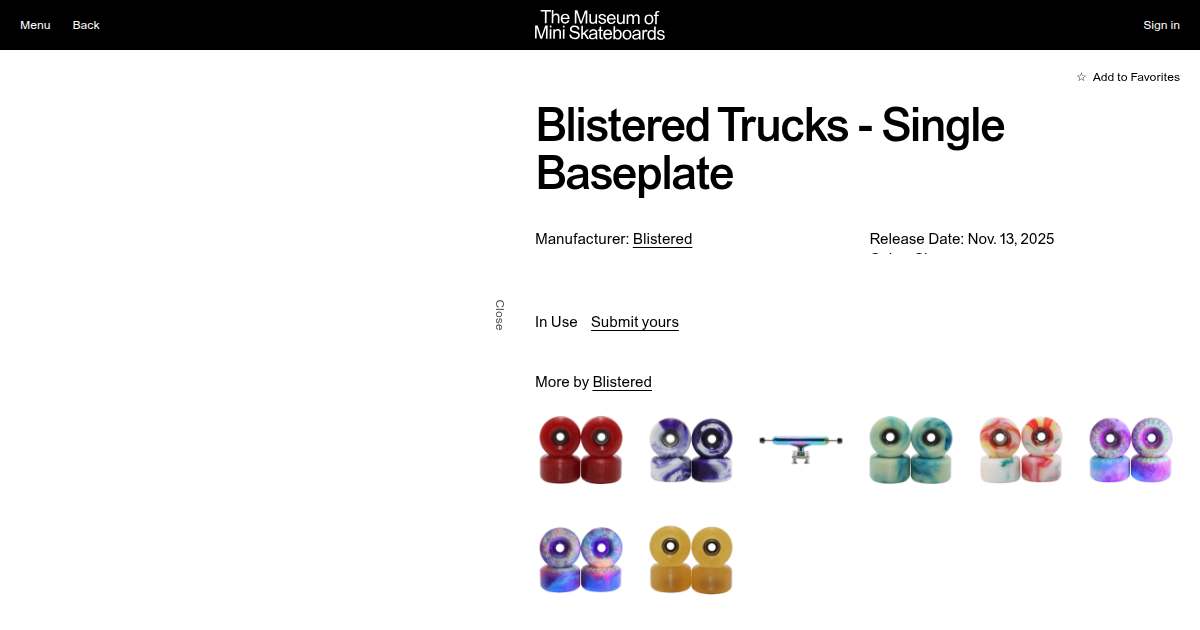 Menu
Back
The Museum of
Mini Skateboards
Sign in
☆ Add to Favorites
Blistered Trucks - Single
Baseplate
Manufacturer: Blistered
Release Date: Nov. 13, 2025
Close
In Use
Submit yours
More by Blistered